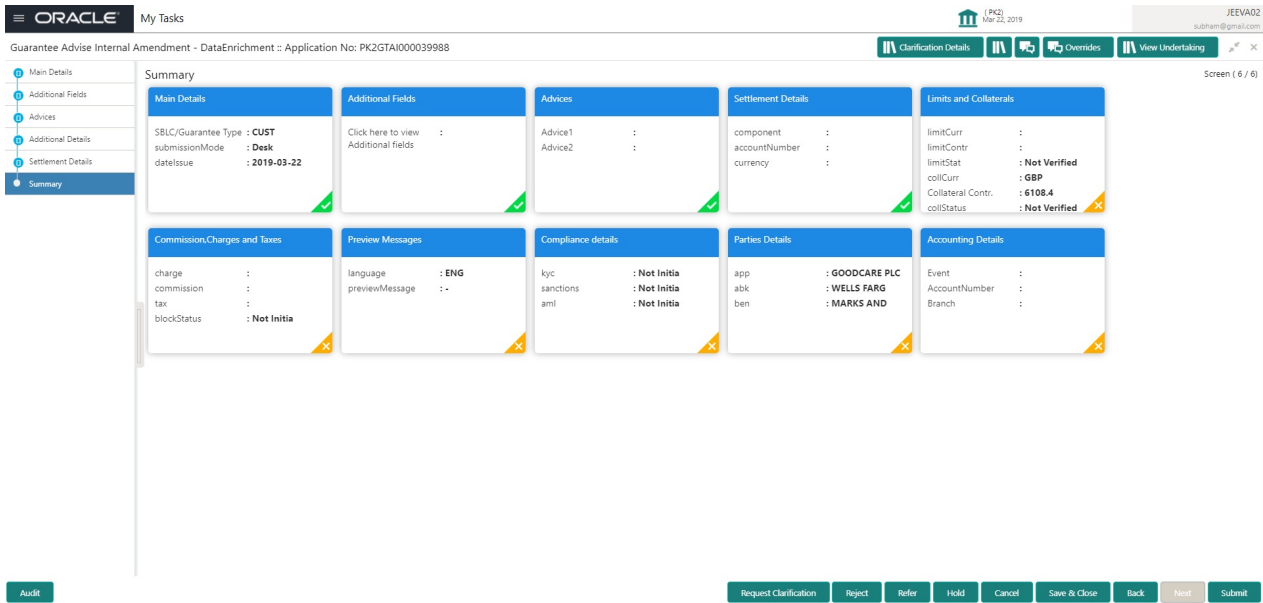 ORACLE
My Tasks
( PK2)
Mar 22, 2019
JEEVA02
subham@gmail.com
Guarantee Advise Internal Amendment - DataEnrichment :: Application No: PK2GTAI000039988
Clarification Details
Overrides
View Undertaking
Main Details
Additional Fields
Advices
Additional Details
Settlement Details
Summary
Summary
Screen ( 6 / 6)
Main Details
SBLC/Guarantee Type : CUST
submissionMode : Desk
dateIssue : 2019-03-22
Additional Fields
Click here to view :
Additional fields
Advices
Advice1 :
Advice2 :
Settlement Details
component :
accountNumber :
currency :
Limits and Collaterals
limitCurr :
limitContr :
limitStat : Not Verified
collCurr : GBP
Collateral Contr. : 6108.4
collStatus : Not Verified
Commission,Charges and Taxes
charge :
commission :
tax :
blockStatus : Not Initia
Preview Messages
language : ENG
previewMessage : -
Compliance details
kyc : Not Initia
sanctions : Not Initia
aml : Not Initia
Parties Details
app : GOODCARE PLC
abk : WELLS FARG
ben : MARKS AND
Accounting Details
Event :
AccountNumber :
Branch :
Audit
Request Clarification
Reject
Refer
Hold
Cancel
Save & Close
Back
Next
Submit